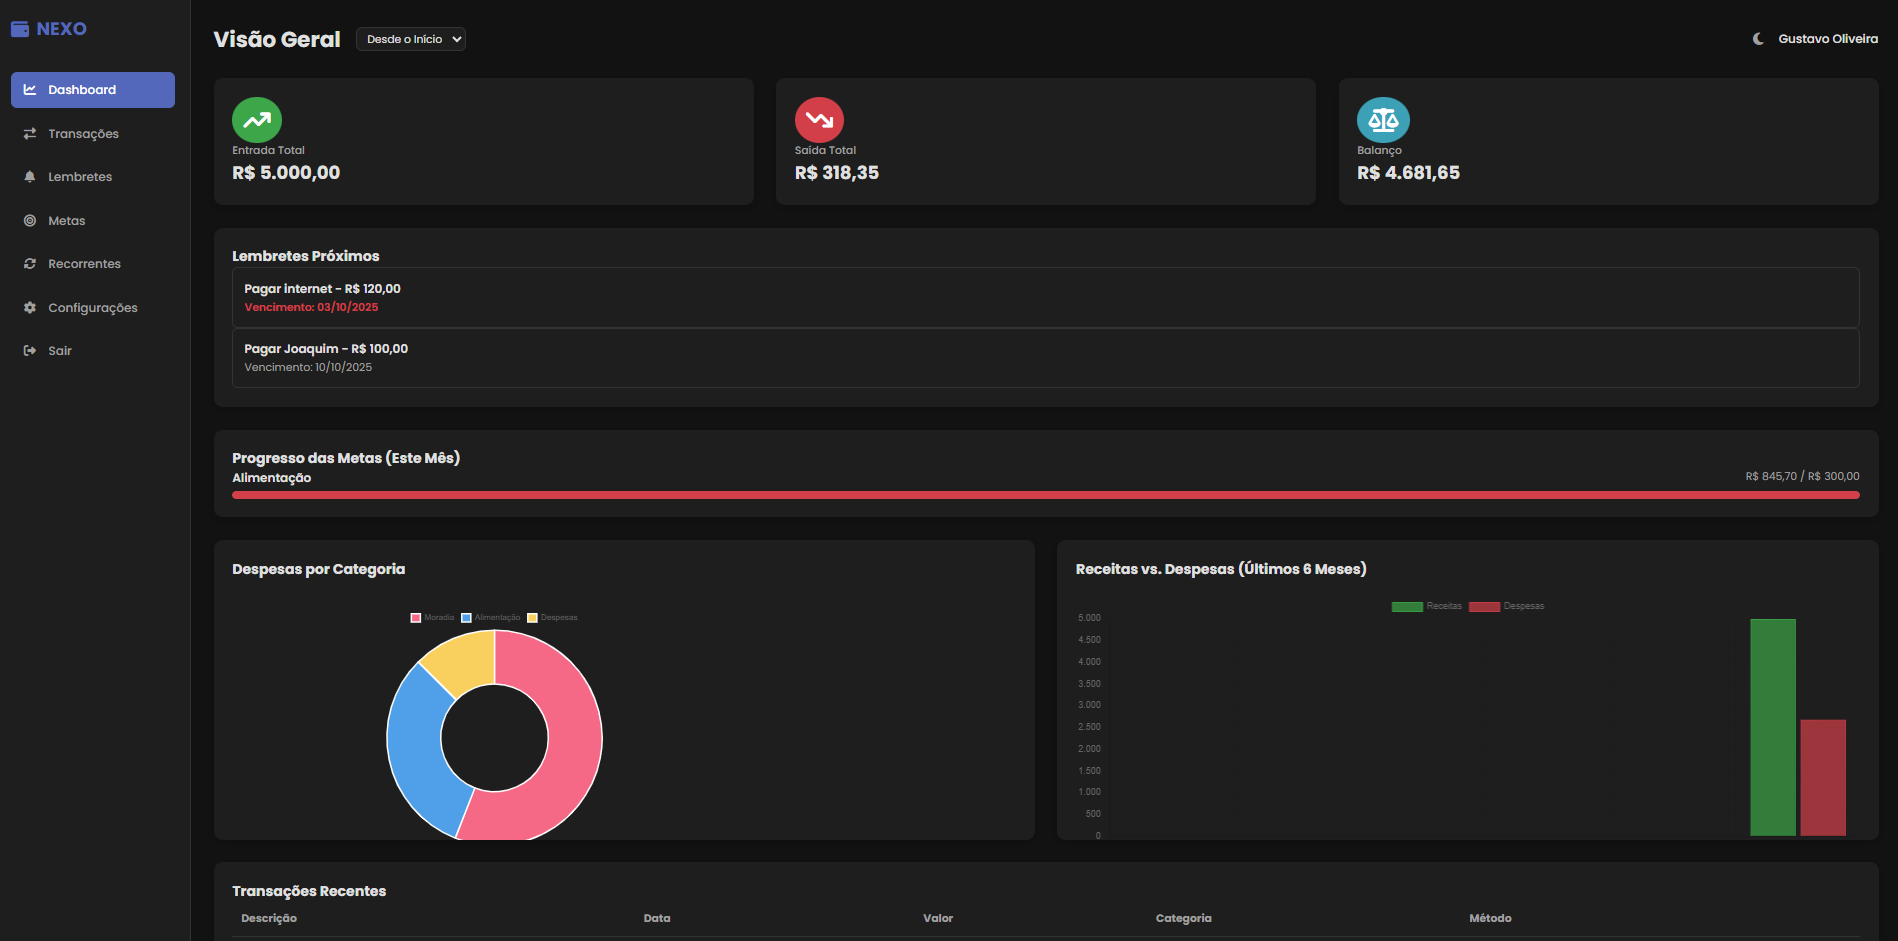 NEXO
Dashboard
Transações
Lembretes
Metas
Recorrentes
Configurações
Sair
Visão Geral
Desde o Início
Gustavo Oliveira
Entrada Total
R$ 5.000,00
Saída Total
R$ 318,35
Balanço
R$ 4.681,65
Lembretes Próximos
Pagar internet - R$ 120,00
Vencimento: 03/10/2025
Pagar Joaquim - R$ 100,00
Vencimento: 10/10/2025
Progresso das Metas (Este Mês)
Alimentação
R$ 845,70 / R$ 300,00
Despesas por Categoria
Moradia Alimentação Despesas
Receitas vs. Despesas (Últimos 6 Meses)
Receitas Despesas
5.000
4.500
4.000
3.500
3.000
2.500
2.000
1.500
1.000
500
0
Transações Recentes
Descrição Data Valor Categoria Método